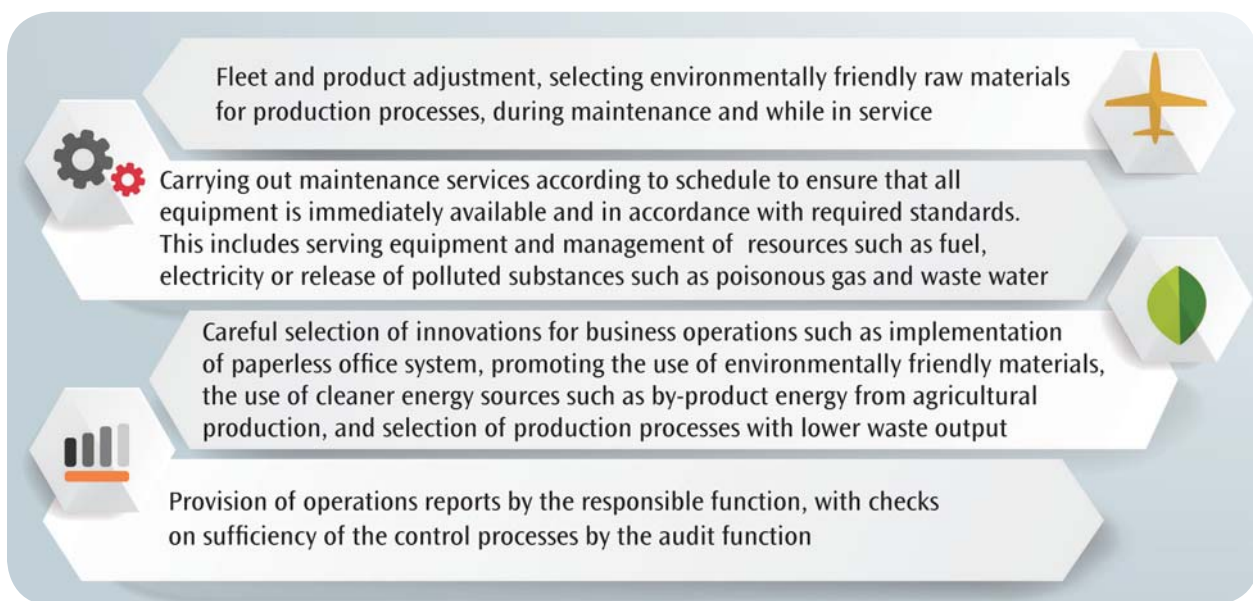 Fleet and product adjustment, selecting environmentally friendly raw materials
for production processes, during maintenance and while in service
Carrying out maintenance services according to schedule to ensure that all
equipment is immediately available and in accordance with required standards.
This includes serving equipment and management of resources such as fuel,
electricity or release of polluted substances such as poisonous gas and waste water
Careful selection of innovations for business operations such as implementation
of paperless office system, promoting the use of environmentally friendly materials,
the use of cleaner energy sources such as by-product energy from agricultural
production, and selection of production processes with lower waste output
Provision of operations reports by the responsible function, with checks
on sufficiency of the control processes by the audit function